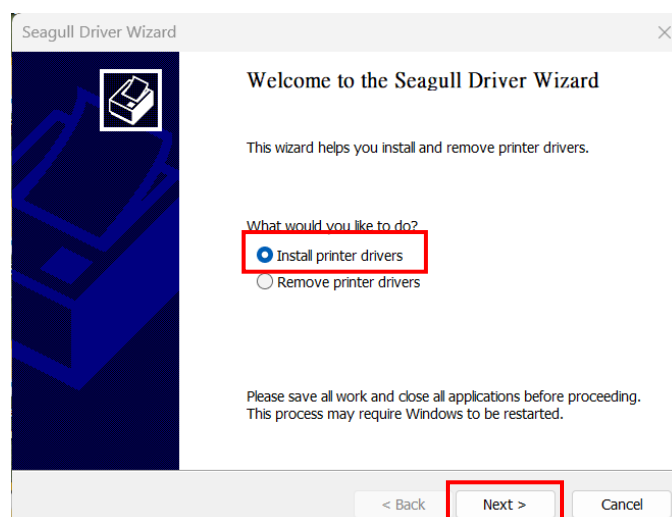 Seagull Driver Wizard
Welcome to the Seagull Driver Wizard
This wizard helps you install and remove printer drivers.
What would you like to do?
Install printer drivers
Remove printer drivers
Please save all work and close all applications before proceeding.
This process may require Windows to be restarted.
< Back Next > Cancel